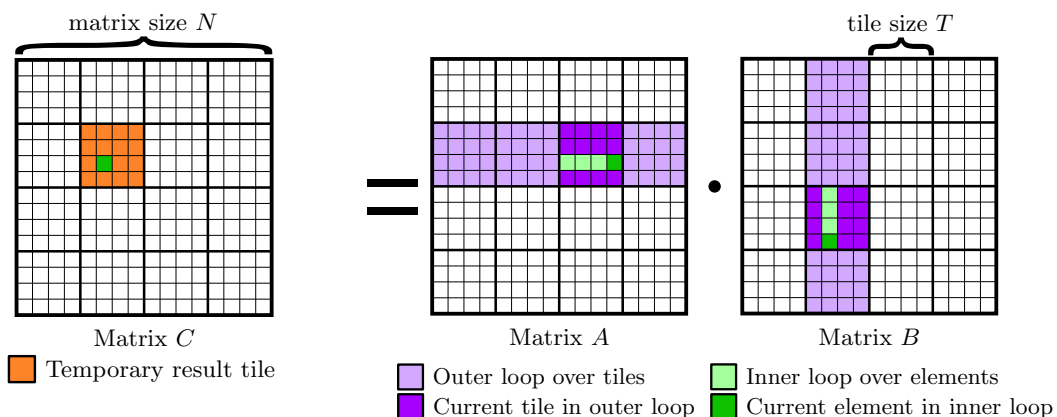 matrix size N
tile size T
Matrix C
Matrix A
Matrix B
Temporary result tile
Outer loop over tiles
Inner loop over elements
Current tile in outer loop
Current element in inner loop